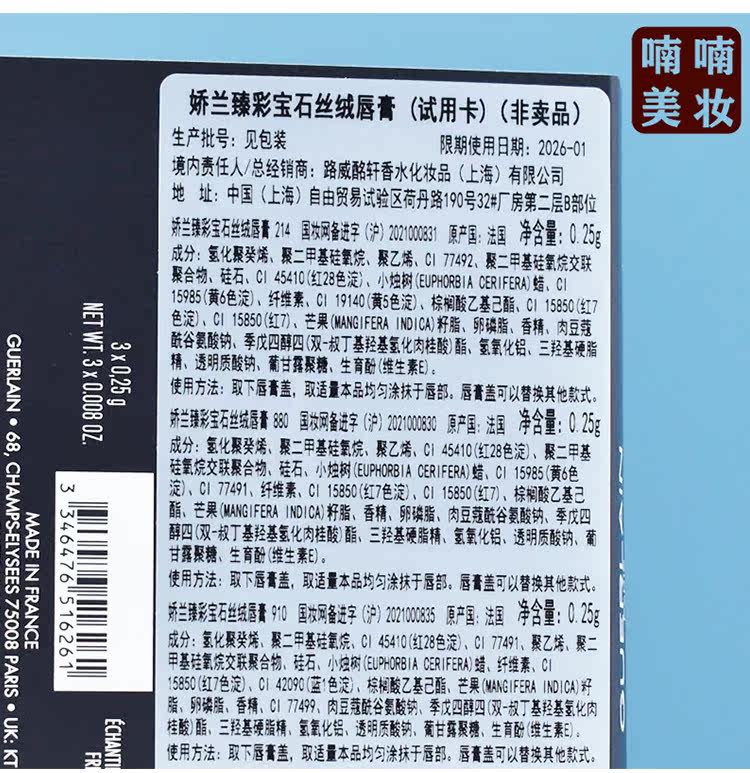 喃喃
美妆
娇兰臻彩宝石丝绒唇膏（试用卡）（非卖品）
生产批号：见包装 限期使用日期：2026-01
境内责任人/总经销商：路威酩轩香水化妆品（上海）有限公司
地 址：中国（上海）自由贸易试验区荷丹路190号32#厂房第二层B部位
娇兰臻彩宝石丝绒唇膏 214 国妆网备进字（沪）2021000831 原产国：法国 净含量：0.25g
成分：氢化聚癸烯、聚二甲基硅氧烷、聚乙烯、CI 77492、聚二甲基硅氧烷交联
聚合物、硅石、CI 45410(红28色淀)、小烛树(EUPHORBIA CERIFERA)蜡、CI
15985(黄6色淀)、纤维素、CI 19140(黄5色淀)、棕榈酸乙基己酯、CI 15850(红7
色淀)、CI 15850(红7)、芒果(MANGIFERA INDICA)籽脂、卵磷脂、香精、肉豆蔻
酰谷氨酸钠、季戊四醇四(双-叔丁基羟基氢化肉桂酸)酯、氢氧化铝、三羟基硬脂
精、透明质酸钠、葡甘露聚糖、生育酚(维生素E)。
使用方法：取下唇膏盖，取适量本品均匀涂抹于唇部。唇膏盖可以替换其他款式。
娇兰臻彩宝石丝绒唇膏 880 国妆网备进字（沪）2021000830 原产国：法国 净含量：0.25g
成分：氢化聚癸烯、聚二甲基硅氧烷、聚乙烯、CI 45410(红28色淀)、聚二甲基
硅氧烷交联聚合物、硅石、小烛树(EUPHORBIA CERIFERA)蜡、CI 15985(黄6色
淀)、CI 77491、纤维素、CI 15850(红7色淀)、CI 15850(红7)、棕榈酸乙基己
酯、芒果(MANGIFERA INDICA)籽脂、香精、卵磷脂、肉豆蔻酰谷氨酸钠、季戊四
醇四(双-叔丁基羟基氢化肉桂酸)酯、三羟基硬脂精、氢氧化铝、透明质酸钠、葡
甘露聚糖、生育酚(维生素E)。
使用方法：取下唇膏盖，取适量本品均匀涂抹于唇部。唇膏盖可以替换其他款式。
娇兰臻彩宝石丝绒唇膏 910 国妆网备进字（沪）2021000835 原产国：法国 净含量：0.25g
成分：氢化聚癸烯、聚二甲基硅氧烷、CI 45410(红28色淀)、CI 77491、聚乙烯、聚二
甲基硅氧烷交联聚合物、硅石、小烛树(EUPHORBIA CERIFERA)蜡、纤维素、CI
15850(红7色淀)、CI 42090(蓝1色淀)、棕榈酸乙基己酯、芒果(MANGIFERA INDICA)籽
脂、卵磷脂、香精、CI 77499、肉豆蔻酰谷氨酸钠、季戊四醇四(双-叔丁基羟基氢化肉
桂酸)酯、三羟基硬脂精、氢氧化铝、透明质酸钠、葡甘露聚糖、生育酚(维生素E)。
使用方法：取下唇膏盖，取适量本品均匀涂抹于唇部。唇膏盖可以替换其他款式。
3 x 0,25 g
NET WT. 3 x 0.008 OZ.
GUERLAIN • 68, CHAMPS-ELYSEES 75008 PARIS • UK: KT
MADE IN FRANCE
3 346476 516261
ÉCHANTI
FR
GUERLAIN